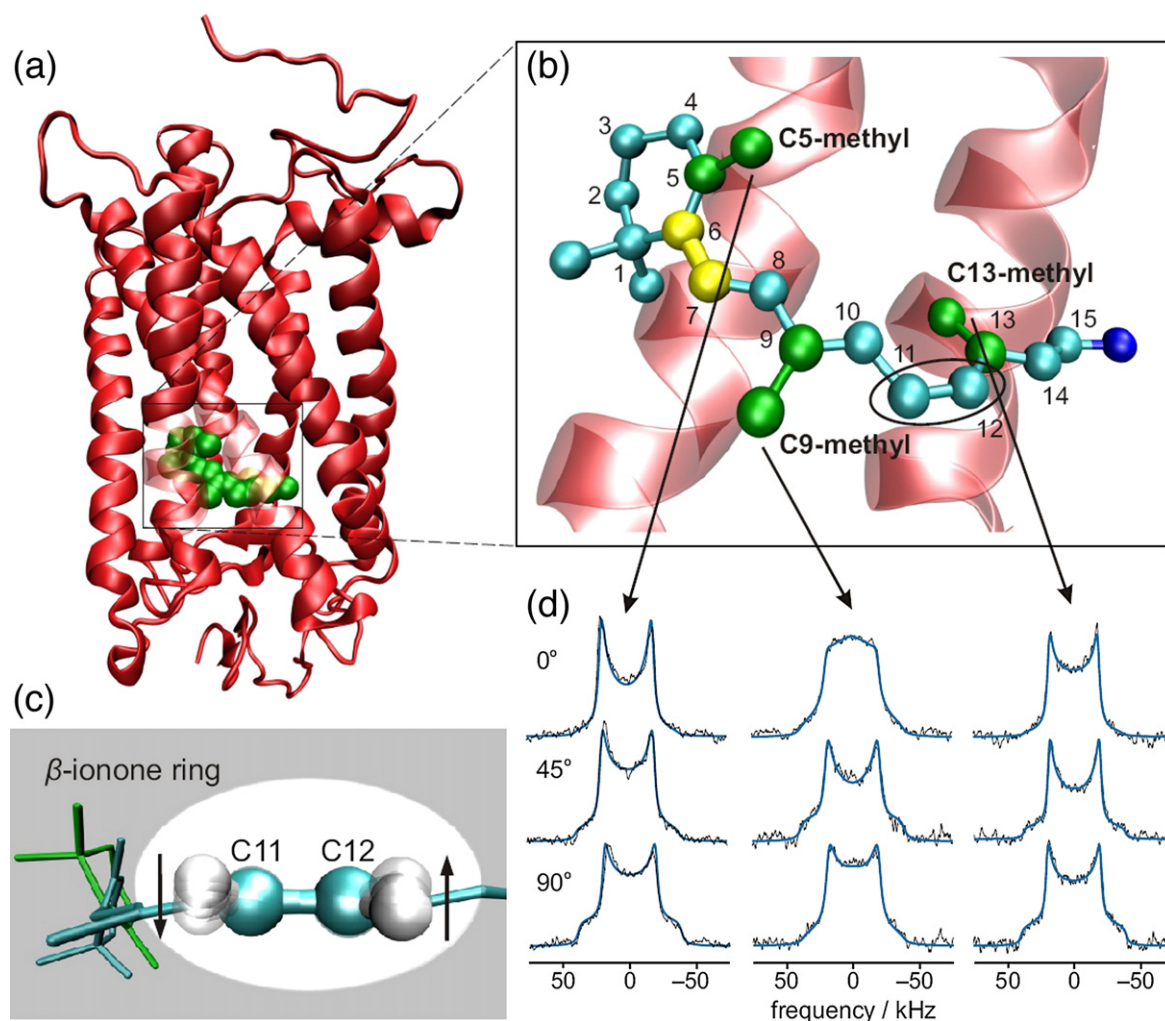 (a)
(b)
4
3
C5-methyl
5
2
6
1
7
8
C13-methyl
9
10
13
15
11
14
12
C9-methyl
(c)
β-ionone ring
C11
C12
(d)
0°
45°
90°
50 0 –50 50 0 –50 50 0 –50
frequency / kHz